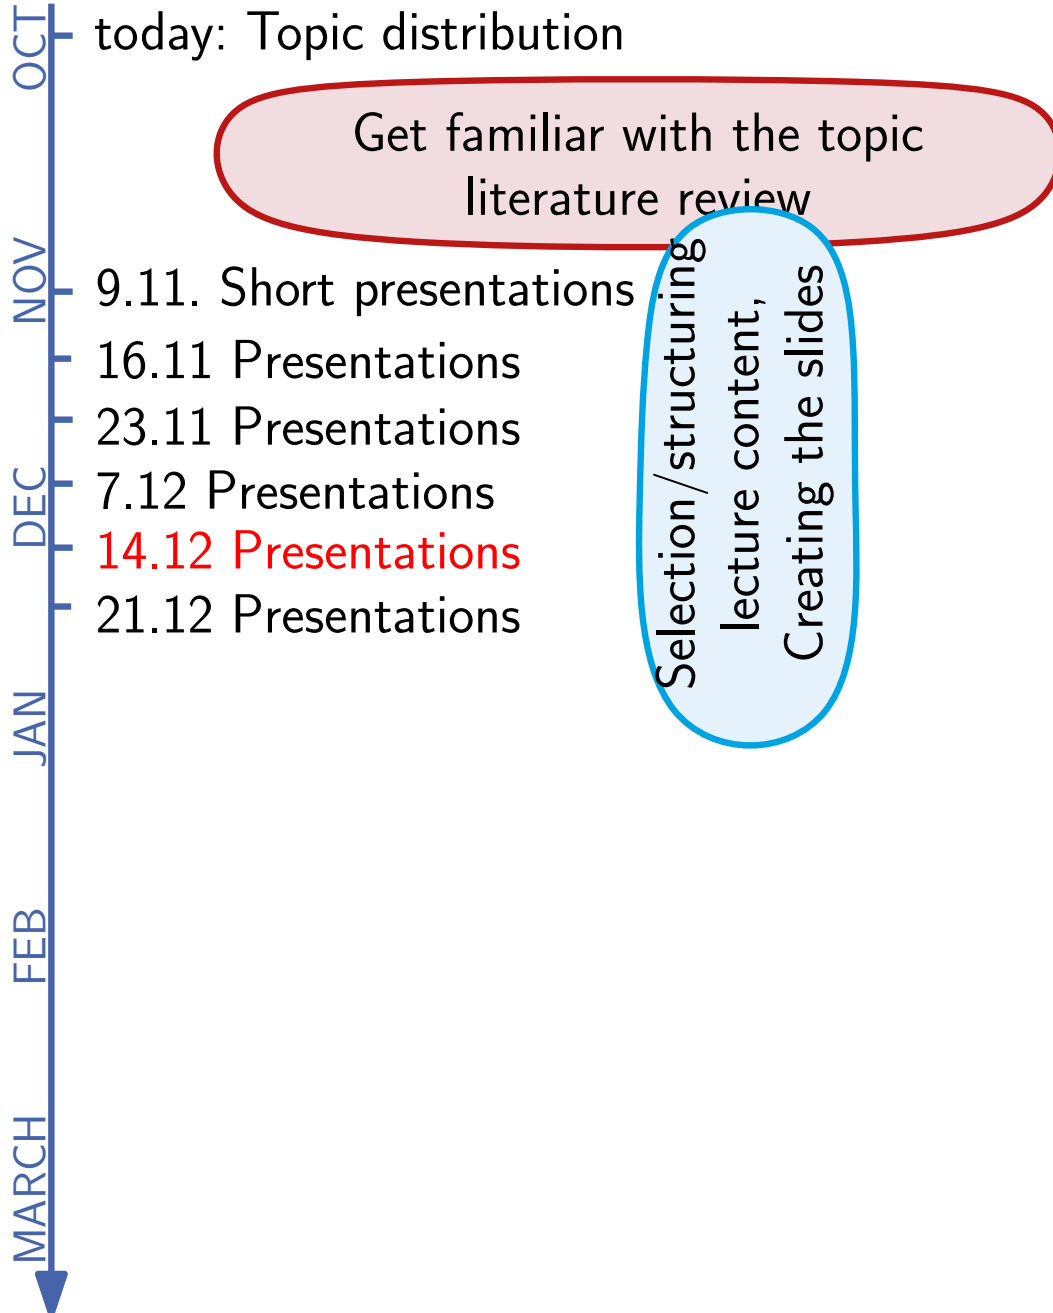 OCT
today: Topic distribution
Get familiar with the topic
literature review
NOV
9.11. Short presentations
16.11 Presentations
23.11 Presentations
DEC
7.12 Presentations
14.12 Presentations
21.12 Presentations
Selection/structuring
lecture content,
Creating the slides
JAN
FEB
MARCH